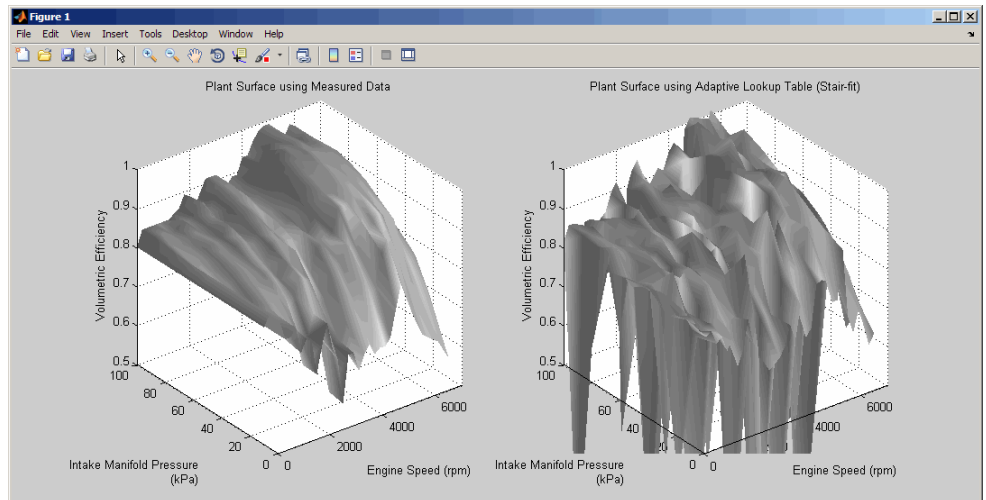 Figure 1
File Edit View Insert Tools Desktop Window Help
Plant Surface using Measured Data
1
0.9
0.8
0.7
0.6
0.5
Volumetric Efficiency
100
80
60
40
20
0
Intake Manifold Pressure
(kPa)
0
2000
4000
6000
Engine Speed (rpm)
Plant Surface using Adaptive Lookup Table (Stair-fit)
1
0.9
0.8
0.7
0.6
0.5
Volumetric Efficiency
100
60
40
0
Intake Manifold Pressure
(kPa)
0
4000
6000
Engine Speed (rpm)